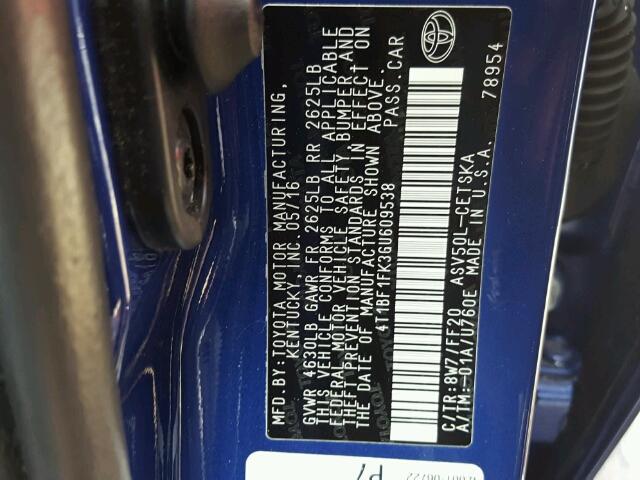 MFD.BY:TOYOTA MOTOR MANUFACTURING,
KENTUCKY, INC. 05/16
GVWR 4630LB GAWR FR 2625LB RR 2625LB
THIS VEHICLE CONFORMS TO ALL APPLICABLE
FEDERAL MOTOR VEHICLE SAFETY, BUMPER AND
THEFT PREVENTION STANDARDS IN EFFECT ON
THE DATE OF MANUFACTURE SHOWN ABOVE.
4T1BF1FK3GU609538 PASS.CAR
C/TR:8W7/FF20 ASV50L-CETSKA
A/TM:-01A/U760E MADE IN U.S.A.
78954
TOYOTA
P7